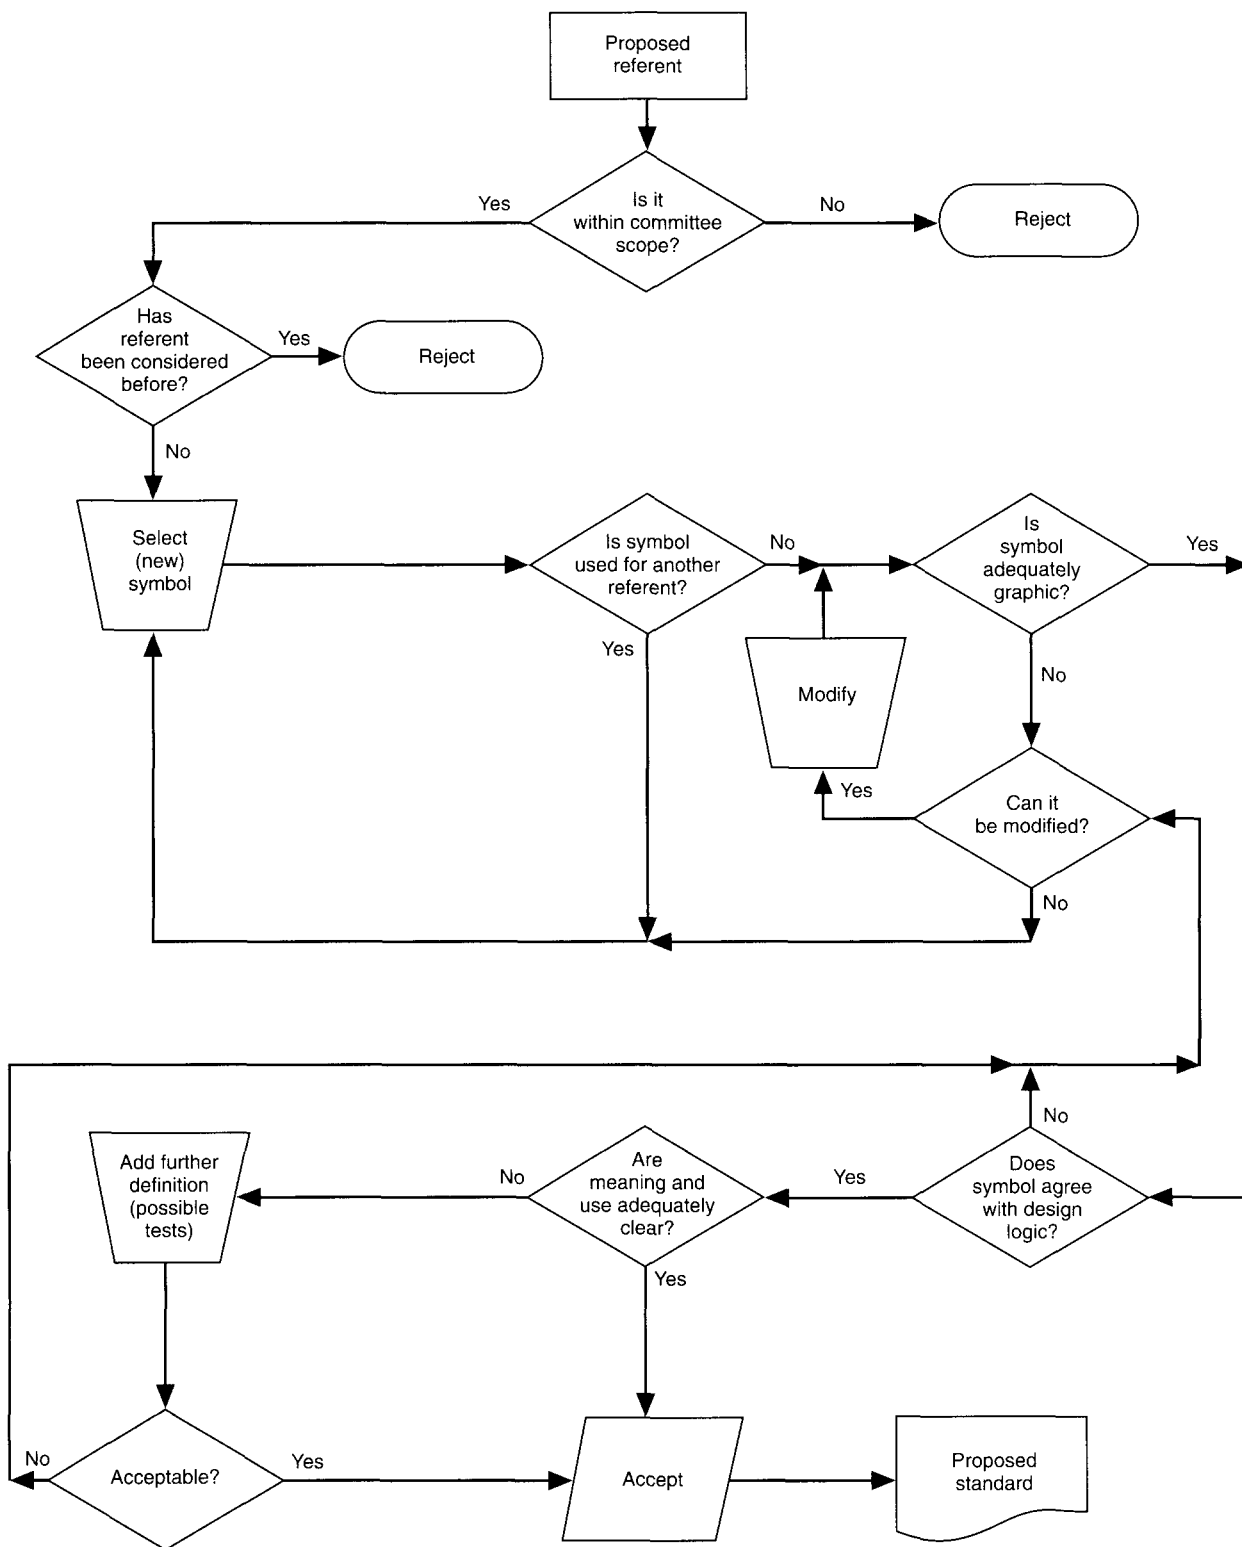 Proposed
referent
Is it
within committee
scope?
Yes
No
Reject
Has
referent
been considered
before?
Yes
Reject
No
Select
(new)
symbol
Is symbol
used for another
referent?
No
Is
symbol
adequately
graphic?
Yes
Yes
Modify
No
Yes
Can it
be modified?
No
No
Add further
definition
(possible
tests)
No
Are
meaning and
use adequately
clear?
Yes
Does
symbol agree
with design
logic?
Yes
No
Acceptable?
Yes
Accept
Proposed
standard